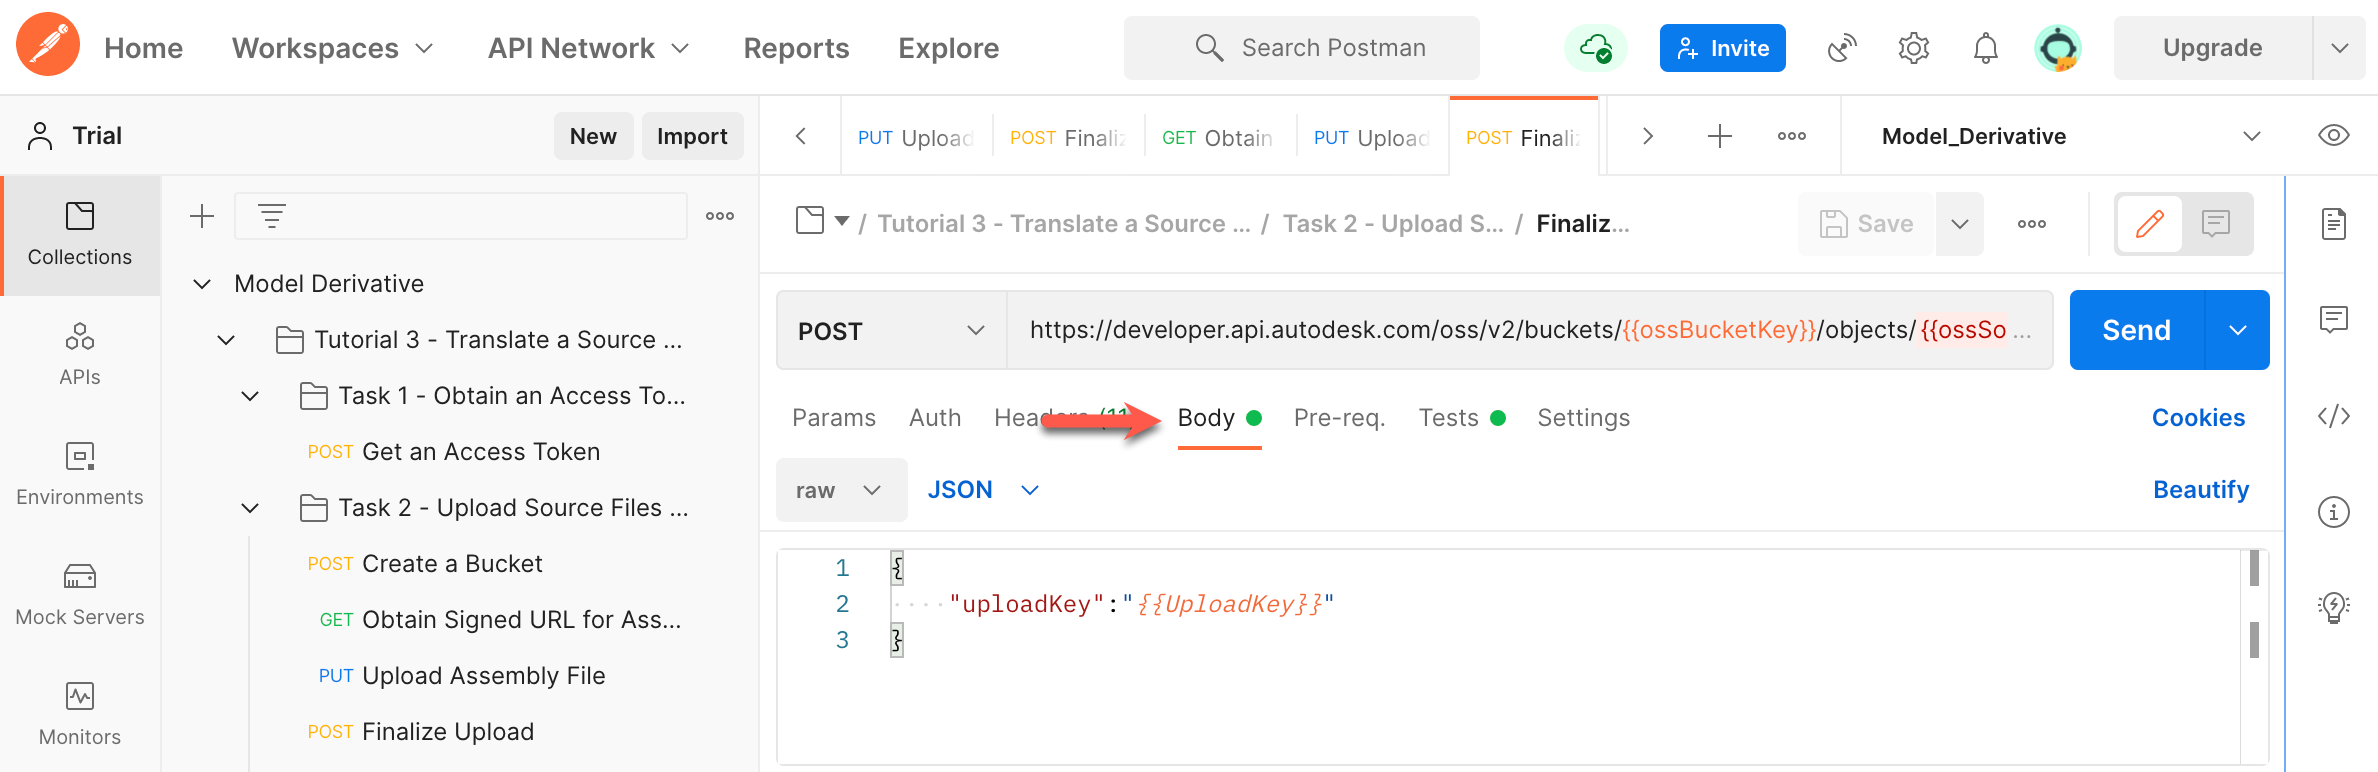 Home Workspaces API Network Reports Explore Search Postman Invite Upgrade
Trial New Import
PUT Upload POST Finaliz GET Obtain PUT Upload POST Finaliz Model_Derivative
Collections
APIs
Environments
Mock Servers
Monitors
Model Derivative
Tutorial 3 - Translate a Source ...
Task 1 - Obtain an Access To...
POST Get an Access Token
Task 2 - Upload Source Files ...
POST Create a Bucket
GET Obtain Signed URL for Ass...
PUT Upload Assembly File
POST Finalize Upload
/ Tutorial 3 - Translate a Source ... / Task 2 - Upload S... / Finaliz... Save
POST https://developer.api.autodesk.com/oss/v2/buckets/{{ossBucketKey}}/objects/{{ossSo ... Send
Params Auth Headers (11 Body Pre-req. Tests Settings Cookies
raw JSON Beautify
1 {
2 ····"uploadKey":"{{UploadKey}}"
3 }